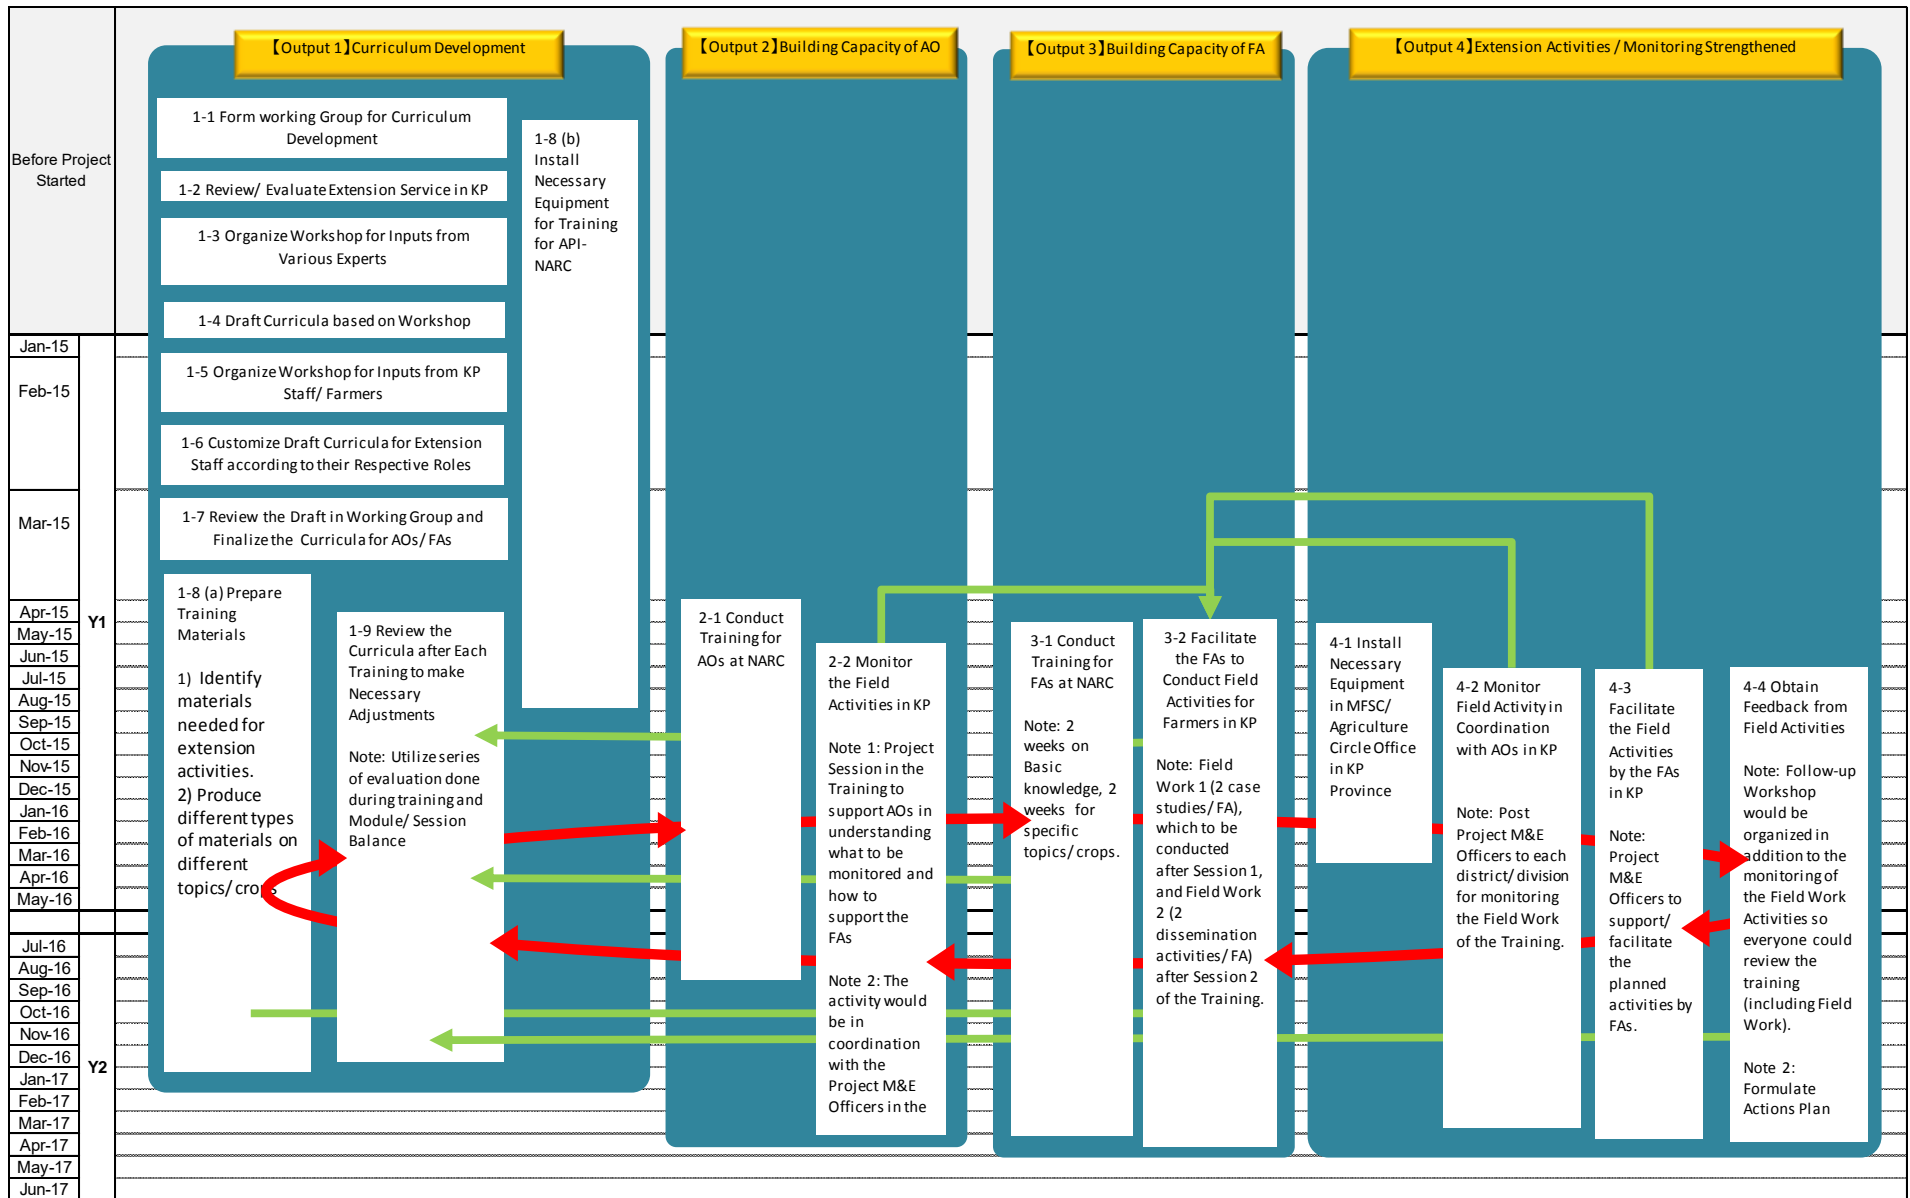 【Output 1】Curriculum Development
【Output 2】Building Capacity of AO
【Output 3】Building Capacity of FA
【Output 4】Extension Activities / Monitoring Strengthened
Before Project
Started
Jan-15
Feb-15
Mar-15
Apr-15
May-15
Jun-15
Jul-15
Aug-15
Sep-15
Oct-15
Nov-15
Dec-15
Jan-16
Feb-16
Mar-16
Apr-16
May-16
Y1
Jul-16
Aug-16
Sep-16
Oct-16
Nov-16
Dec-16
Jan-17
Feb-17
Mar-17
Apr-17
May-17
Jun-17
Y2
1-1 Form working Group for Curriculum
Development
1-2 Review/ Evaluate Extension Service in KP
1-3 Organize Workshop for Inputs from
Various Experts
1-4 Draft Curricula based on Workshop
1-5 Organize Workshop for Inputs from KP
Staff/ Farmers
1-6 Customize Draft Curricula for Extension
Staff according to their Respective Roles
1-7 Review the Draft in Working Group and
Finalize the Curricula for AOs/ FAs
1-8 (a) Prepare
Training
Materials
1) Identify
materials
needed for
extension
activities.
2) Produce
different types
of materials on
different
topics/ crops
1-8 (b)
Install
Necessary
Equipment
for Training
for API-
NARC
1-9 Review the
Curricula after Each
Training to make
Necessary
Adjustments
Note: Utilize series
of evaluation done
during training and
Module/ Session
Balance
2-1 Conduct
Training for
AOs at NARC
2-2 Monitor
the Field
Activities in KP
Note 1: Project
Session in the
Training to
support AOs in
understanding
what to be
monitored and
how to
support the
FAs
Note 2: The
activity would
be in
coordination
with the
Project M&E
Officers in the
3-1 Conduct
Training for
FAs at NARC
Note: 2
weeks on
Basic
knowledge, 2
weeks for
specific
topics/ crops.
3-2 Facilitate
the FAs to
Conduct Field
Activities for
Farmers in KP
Note: Field
Work 1 (2 case
studies/ FA),
which to be
conducted
after Session 1,
and Field Work
2 (2
dissemination
activities/ FA)
after Session 2
of the Training.
4-1 Install
Necessary
Equipment
in MFSC/
Agriculture
Circle Office
in KP
Province
4-2 Monitor
Field Activity in
Coordination
with AOs in KP
Note: Post
Project M&E
Officers to each
district/ division
for monitoring
the Field Work
of the Training.
4-3
Facilitate
the Field
Activities
by the FAs
in KP
Note:
Project
M&E
Officers to
support/
facilitate
the
planned
activities by
FAs.
4-4 Obtain
Feedback from
Field Activities
Note: Follow-up
Workshop
would be
organized in
addition to the
monitoring of
the Field Work
Activities so
everyone could
review the
training
(including Field
Work).
Note 2:
Formulate
Actions Plan